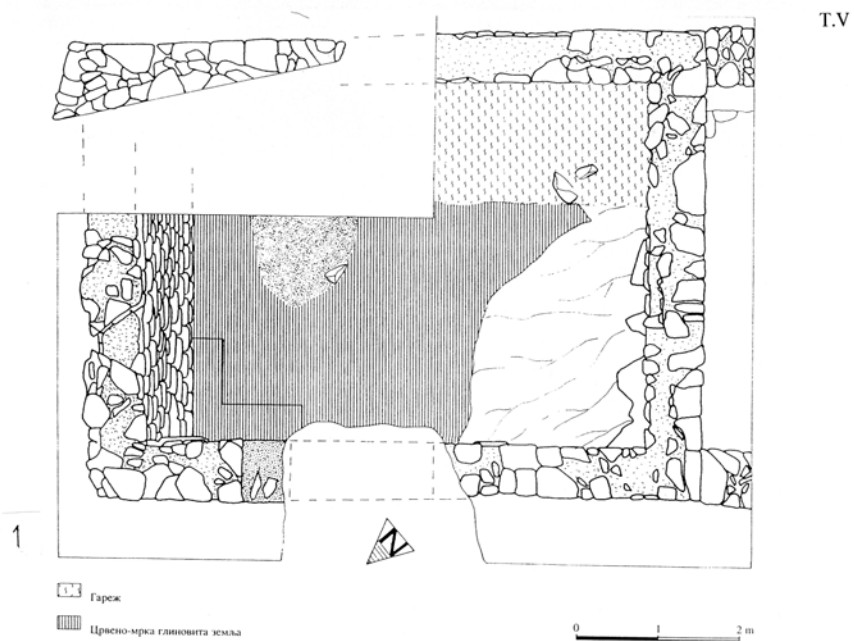 T.V
1
N
Гареж
Црвено-мрка глиновита земља
0 1 2 m